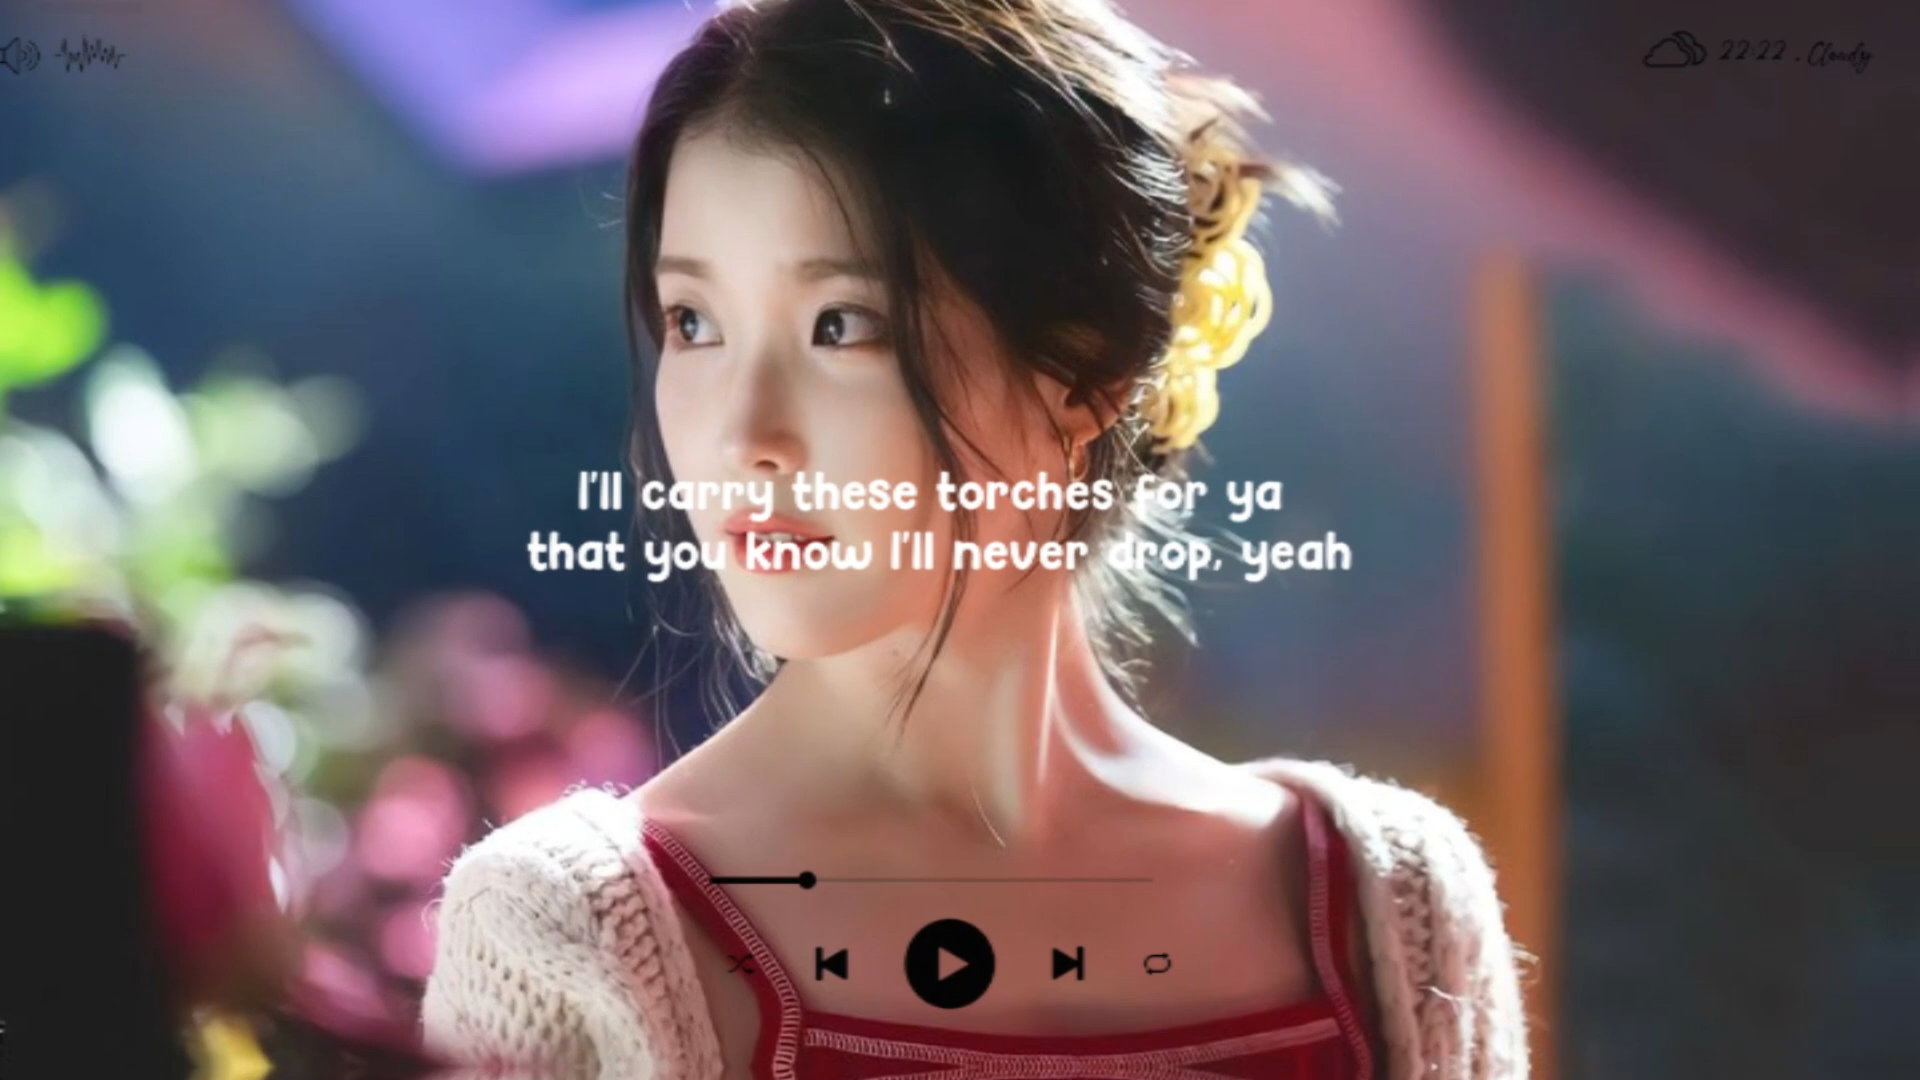 22:22 . Cloudy
I'll carry these torches for ya
that you know I'll never drop, yeah